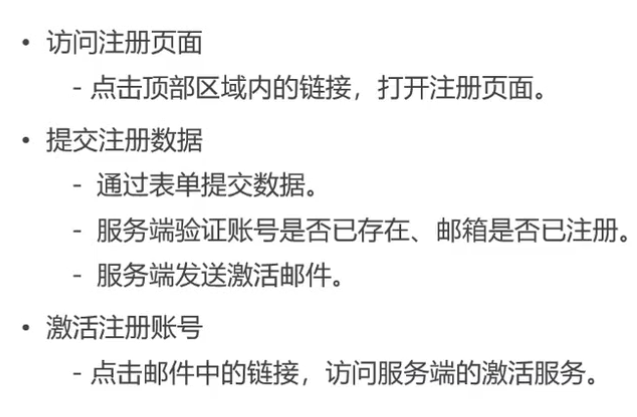 • 访问注册页面
- 点击顶部区域内的链接，打开注册页面。
• 提交注册数据
- 通过表单提交数据。
- 服务端验证账号是否已存在、邮箱是否已注册。
- 服务端发送激活邮件。
• 激活注册账号
- 点击邮件中的链接，访问服务端的激活服务。